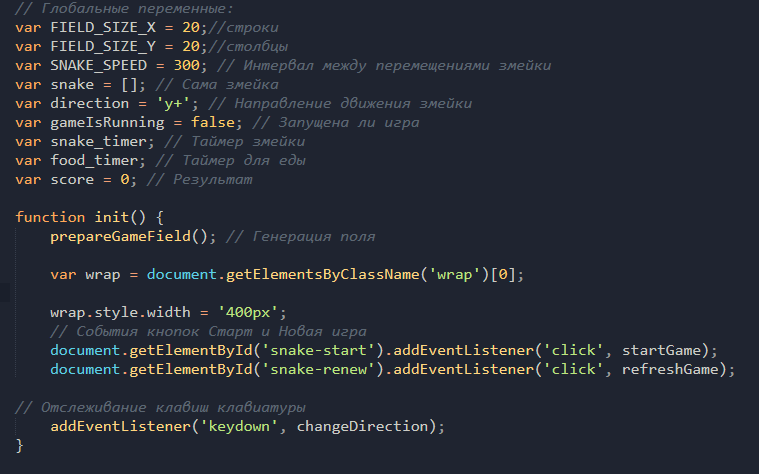 // Глобальные переменные:
var FIELD_SIZE_X = 20;//строки
var FIELD_SIZE_Y = 20;//столбцы
var SNAKE_SPEED = 300; // Интервал между перемещениями змейки
var snake = []; // Сама змейка
var direction = 'y+'; // Направление движения змейки
var gameIsRunning = false; // Запущена ли игра
var snake_timer; // Таймер змейки
var food_timer; // Таймер для еды
var score = 0; // Результат
function init() {
prepareGameField(); // Генерация поля
var wrap = document.getElementsByClassName('wrap')[0];
wrap.style.width = '400px';
// События кнопок Старт и Новая игра
document.getElementById('snake-start').addEventListener('click', startGame);
document.getElementById('snake-renew').addEventListener('click', refreshGame);
// Отслеживание клавиш клавиатуры
addEventListener('keydown', changeDirection);
}